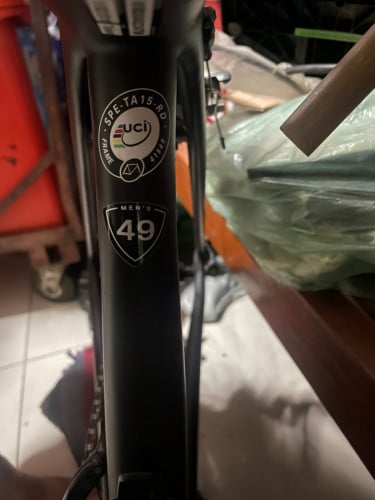 SPE-TA15-RD
UCI
FRAME
MEN'S
49